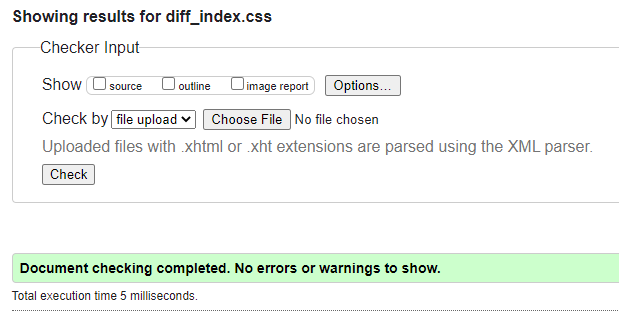 Showing results for diff_index.css
Checker Input
Show source outline image report Options...
Check by file upload Choose File No file chosen
Uploaded files with .xhtml or .xht extensions are parsed using the XML parser.
Check
Document checking completed. No errors or warnings to show.
Total execution time 5 milliseconds.